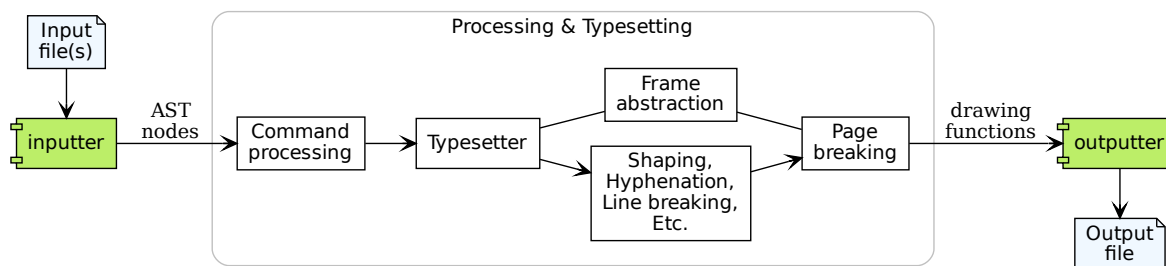 Input
file(s)
Processing & Typesetting
inputter
AST
nodes
Command
processing
Typesetter
Frame
abstraction
Shaping,
Hyphenation,
Line breaking,
Etc.
Page
breaking
drawing
functions
outputter
Output
file